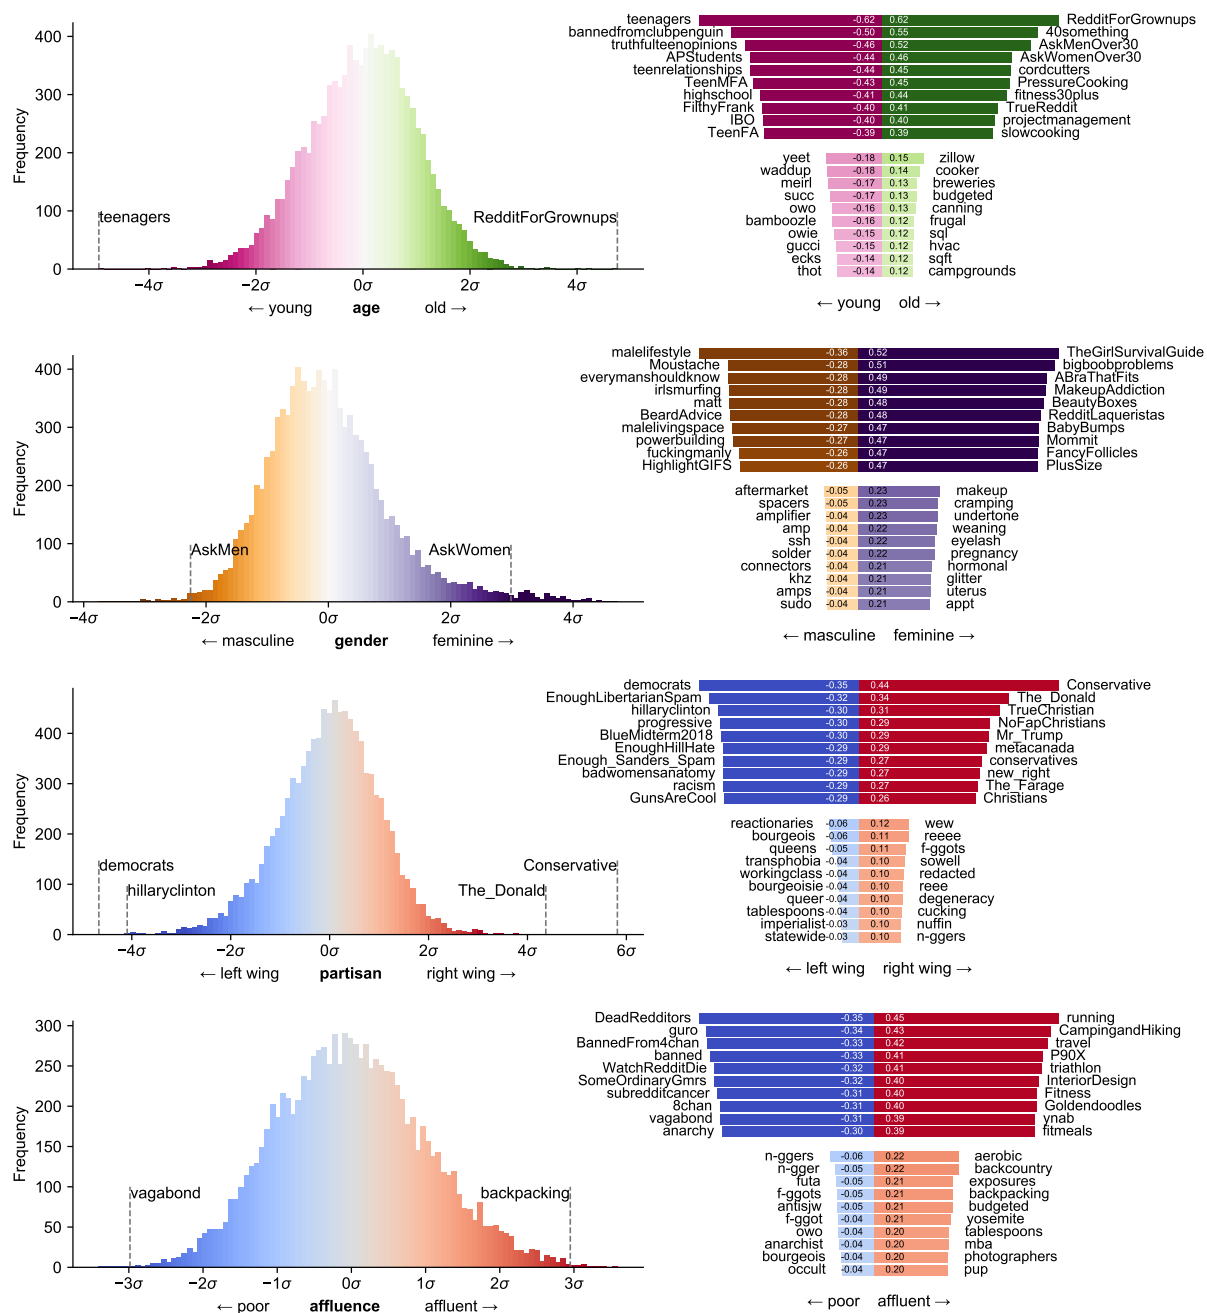 400
300
200
100
0
Frequency
teenagers
RedditForGrownups
−4σ −2σ 0σ 2σ 4σ
← young age old →
teenagers -0.62 0.62 RedditForGrownups
bannedfromclubpenguin -0.50 0.55 40something
truthfulteenopinions -0.46 0.52 AskMenOver30
APStudents -0.44 0.46 AskWomenOver30
teenrelationships -0.44 0.45 cordcutters
TeenMFA -0.43 0.45 PressureCooking
highschool -0.41 0.44 fitness30plus
FilthyFrank -0.40 0.41 TrueReddit
IBO -0.40 0.40 projectmanagement
TeenFA -0.39 0.39 slowcooking
yeet -0.18 0.15 zillow
waddup -0.18 0.14 cooker
meirl -0.17 0.13 breweries
succ -0.17 0.13 budgeted
owo -0.16 0.13 canning
bamboozle -0.16 0.12 frugal
owie -0.15 0.12 sql
gucci -0.15 0.12 hvac
ecks -0.14 0.12 sqft
thot -0.14 0.12 campgrounds
← young old →
400
300
200
100
0
Frequency
AskMen
AskWomen
−4σ −2σ 0σ 2σ 4σ
← masculine gender feminine →
malelifestyle -0.36 0.52 TheGirlSurvivalGuide
Moustache -0.28 0.51 bigboobproblems
everymanshouldknow -0.28 0.49 ABraThatFits
irlsmurfing -0.28 0.49 MakeupAddiction
matt -0.28 0.48 BeautyBoxes
BeardAdvice -0.28 0.48 RedditLaqueristas
malelivingspace -0.27 0.47 BabyBumps
powerbuilding -0.27 0.47 Mommit
fuckingmanly -0.26 0.47 FancyFollicles
HighlightGIFS -0.26 0.47 PlusSize
aftermarket -0.05 0.23 makeup
spacers -0.05 0.23 cramping
amplifier -0.04 0.23 undertone
amp -0.04 0.22 weaning
ssh -0.04 0.22 eyelash
solder -0.04 0.22 pregnancy
connectors -0.04 0.21 hormonal
khz -0.04 0.21 glitter
amps -0.04 0.21 uterus
sudo -0.04 0.21 appt
← masculine feminine →
400
300
200
100
0
Frequency
democrats
hillaryclinton
Conservative
The_Donald
−4σ −2σ 0σ 2σ 4σ 6σ
← left wing partisan right wing →
democrats -0.35 0.44 Conservative
EnoughLibertarianSpam -0.32 0.34 The_Donald
hillaryclinton -0.30 0.31 TrueChristian
progressive -0.30 0.29 NoFapChristians
BlueMidterm2018 -0.30 0.29 Mr_Trump
EnoughHillHate -0.29 0.29 metacanada
Enough_Sanders_Spam -0.29 0.27 conservatives
badwomensanatomy -0.29 0.27 new_right
racism -0.29 0.27 The_Farage
GunsAreCool -0.29 0.26 Christians
reactionaries -0.06 0.12 wew
bourgeois -0.06 0.11 reeee
queens -0.05 0.11 f-ggots
transphobia -0.04 0.10 sowell
workingclass -0.04 0.10 redacted
bourgeoisie -0.04 0.10 reee
queer -0.04 0.10 degeneracy
tablespoons -0.04 0.10 cucking
imperialist -0.03 0.10 nuffin
statewide -0.03 0.10 n-ggers
← left wing right wing →
300
250
200
150
100
50
0
Frequency
vagabond
backpacking
−3σ −2σ −1σ 0σ 1σ 2σ 3σ
← poor affluence affluent →
DeadRedditors -0.35 0.45 running
guro -0.34 0.43 CampingandHiking
BannedFrom4chan -0.33 0.42 travel
banned -0.33 0.41 P90X
WatchRedditDie -0.32 0.41 triathlon
SomeOrdinaryGmrs -0.32 0.40 InteriorDesign
subredditcancer -0.31 0.40 Fitness
8chan -0.31 0.40 Goldendoodles
vagabond -0.31 0.39 ynab
anarchy -0.30 0.39 fitmeals
n-ggers -0.06 0.22 aerobic
n-gger -0.05 0.22 backcountry
futa -0.05 0.21 exposures
f-ggots -0.05 0.21 backpacking
antisjw -0.05 0.21 budgeted
f-ggot -0.04 0.21 yosemite
owo -0.04 0.20 tablespoons
anarchist -0.04 0.20 mba
bourgeois -0.04 0.20 photographers
occult -0.04 0.20 pup
← poor affluent →